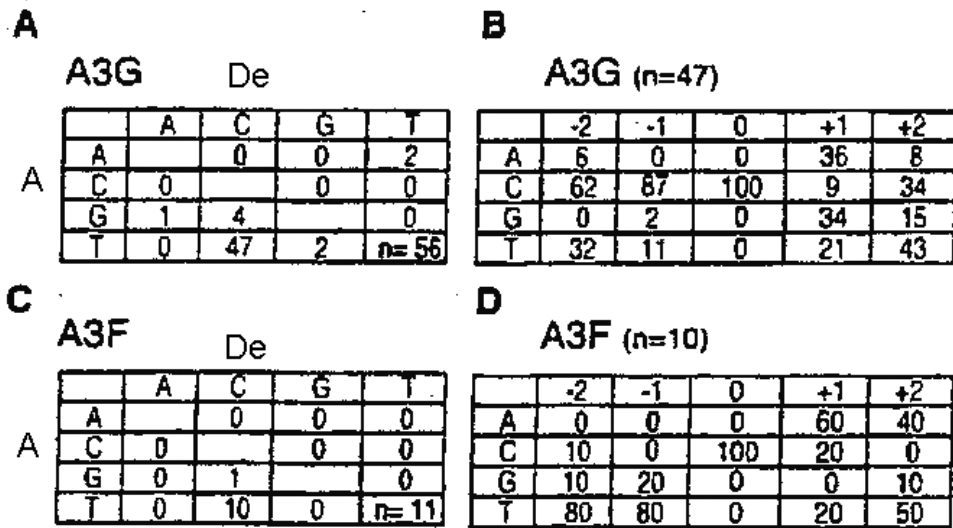 A
A3G De
A C G T
A 0 0 2
A
C 0 0 0
G 1 4 0
T 0 47 2 n= 56
B
A3G (n=47)
-2 -1 0 +1 +2
A 6 0 0 36 8
C 62 87 100 9 34
G 0 2 0 34 15
T 32 11 0 21 43
C
A3F De
A C G T
A 0 0 0
A
C 0 0 0
G 0 1 0
T 0 10 0 n= 11
D
A3F (n=10)
-2 -1 0 +1 +2
A 0 0 0 60 40
C 10 0 100 20 0
G 10 20 0 0 10
T 80 80 0 20 50